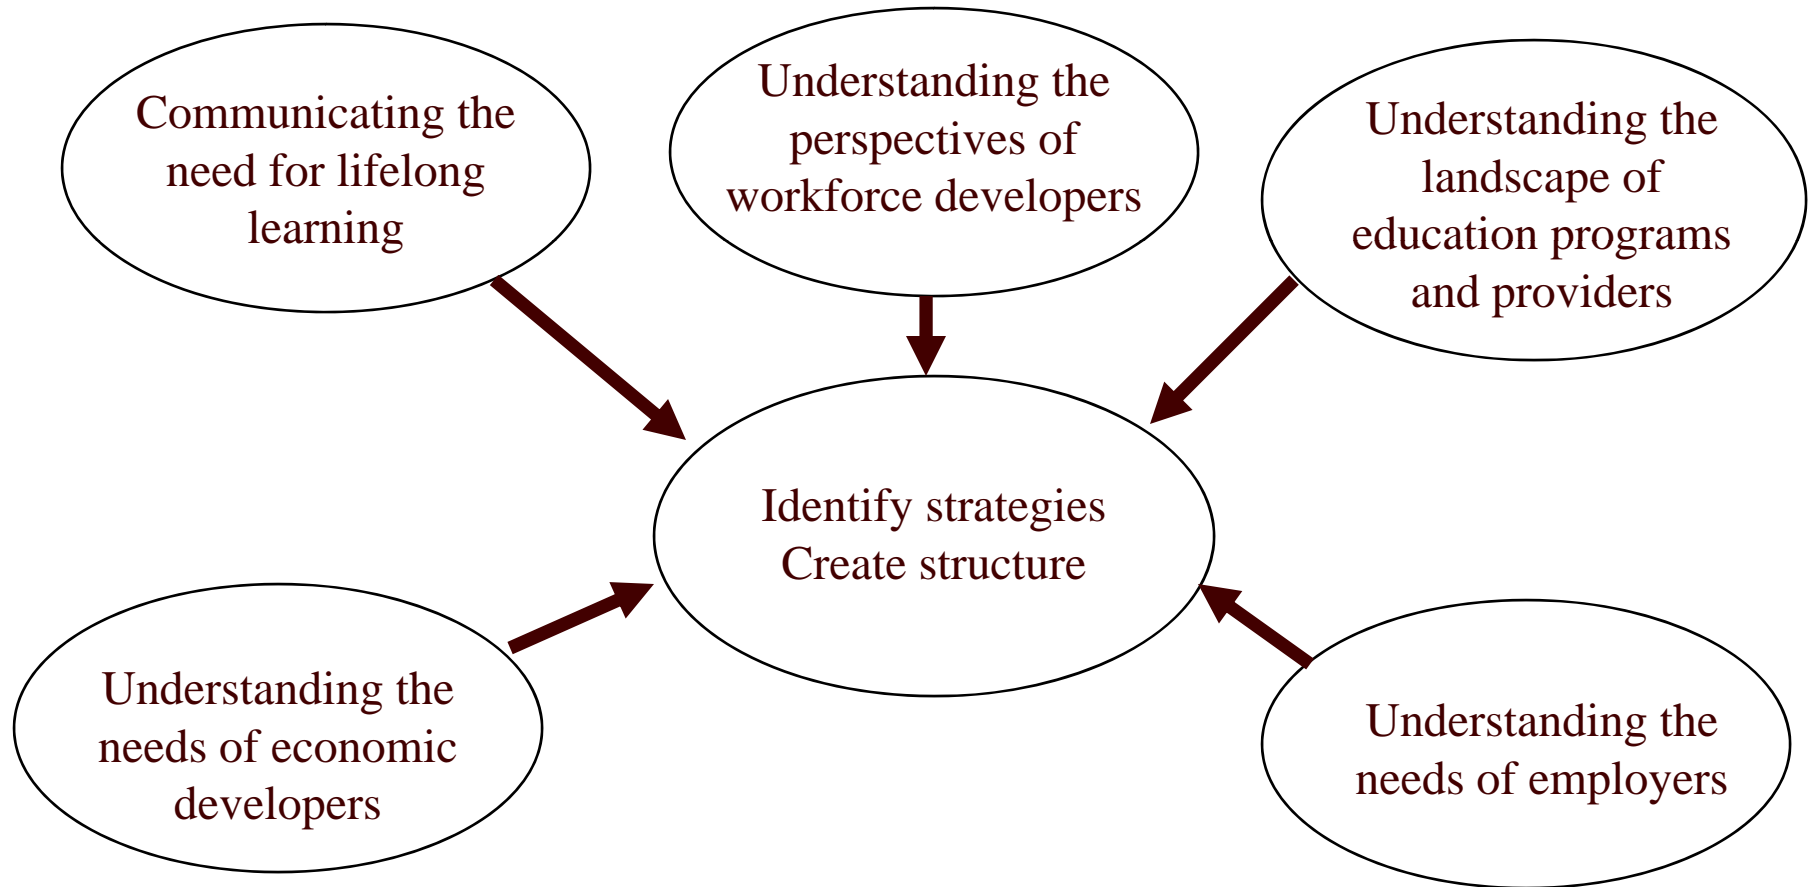 Communicating the
need for lifelong
learning
Understanding the
perspectives of
workforce developers
Understanding the
landscape of
education programs
and providers
Identify strategies
Create structure
Understanding the
needs of economic
developers
Understanding the
needs of employers